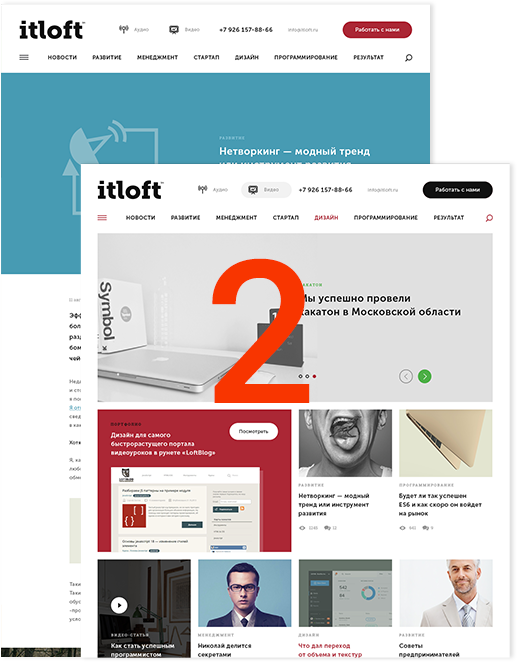 itloft
Аудио
Видео
+7 926 157-88-66
info@itloft.ru
Работать с нами
НОВОСТИ
РАЗВИТИЕ
МЕНЕДЖМЕНТ
СТАРТАП
ДИЗАЙН
ПРОГРАММИРОВАНИЕ
РЕЗУЛЬТАТ
РАЗВИТИЕ
Нетворкинг — модный тренд
или инструмент развития
itloft
Аудио
Видео
+7 926 157-88-66
info@itloft.ru
Работать с нами
НОВОСТИ
РАЗВИТИЕ
МЕНЕДЖМЕНТ
СТАРТАП
ДИЗАЙН
ПРОГРАММИРОВАНИЕ
РЕЗУЛЬТАТ
Symbol
2
Мы успешно провели
хакатон в Московской области
ПОРТФОЛИО
Дизайн для самого
быстрорастущего портала
видеоуроков в рунете «LoftBlog»
Посмотреть
РАЗВИТИЕ
Нетворкинг — модный
тренд или инструмент
развития
ПРОГРАММИРОВАНИЕ
Будет ли так успешен
ES6 и как скоро он войдет
на рынок
ВИДЕО-СТАТЬИ
Как стать успешным
программистом
МЕНЕДЖМЕНТ
Николай делится
секретами
ДИЗАЙН
Что дал переход
от объема и текстур
РАЗВИТИЕ
Советы
предпринимателей